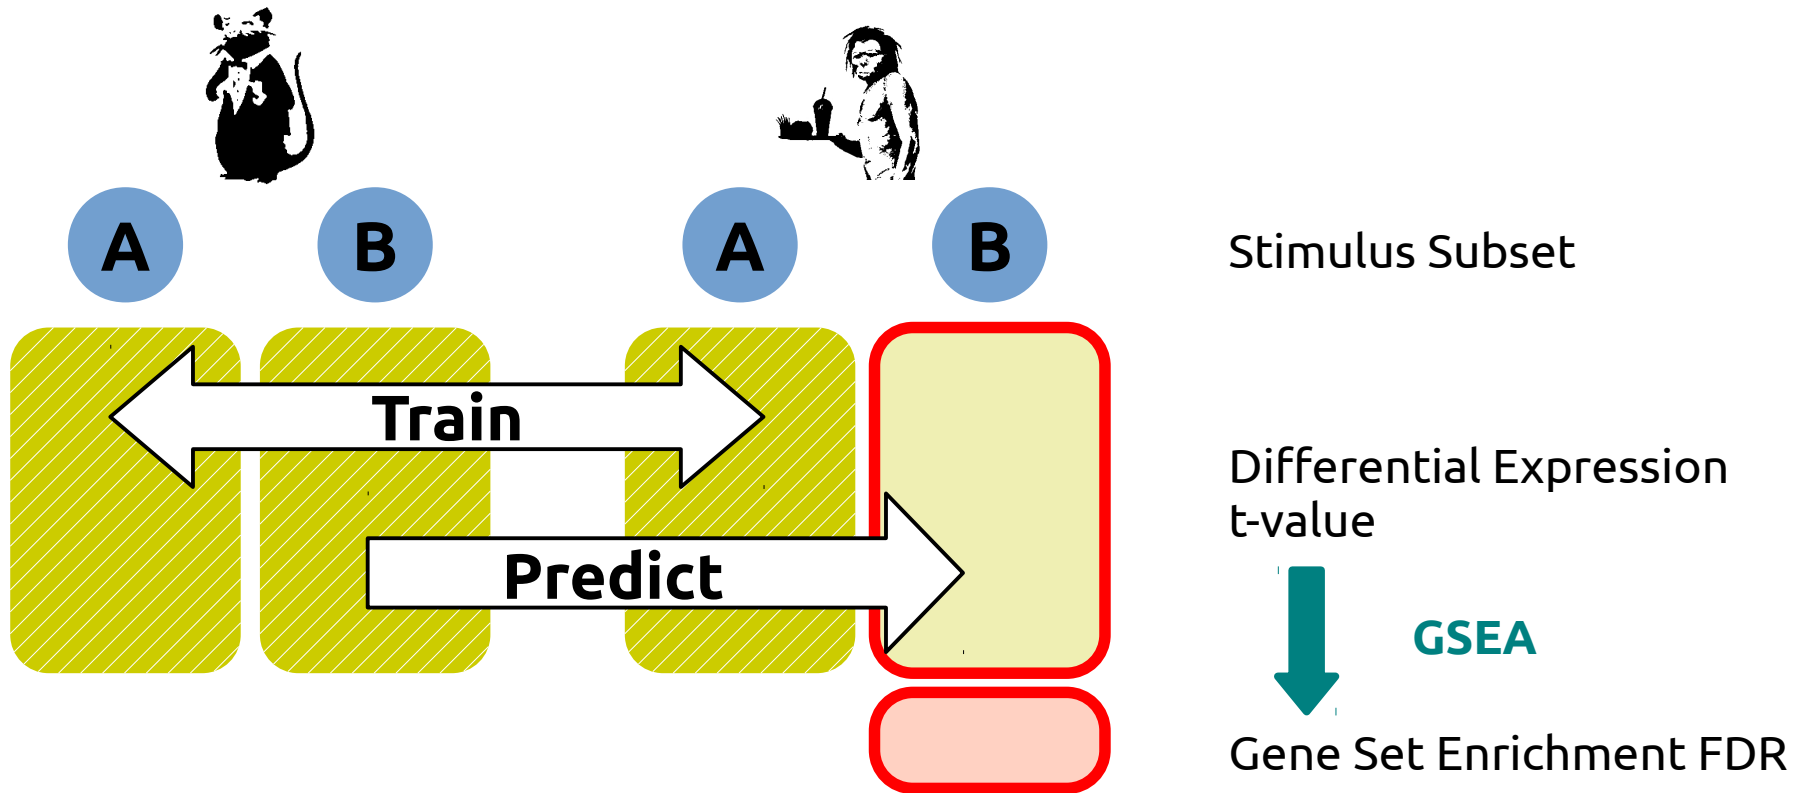 A
B
A
B
Stimulus Subset
Train
Differential Expression
t-value
Predict
GSEA
Gene Set Enrichment FDR